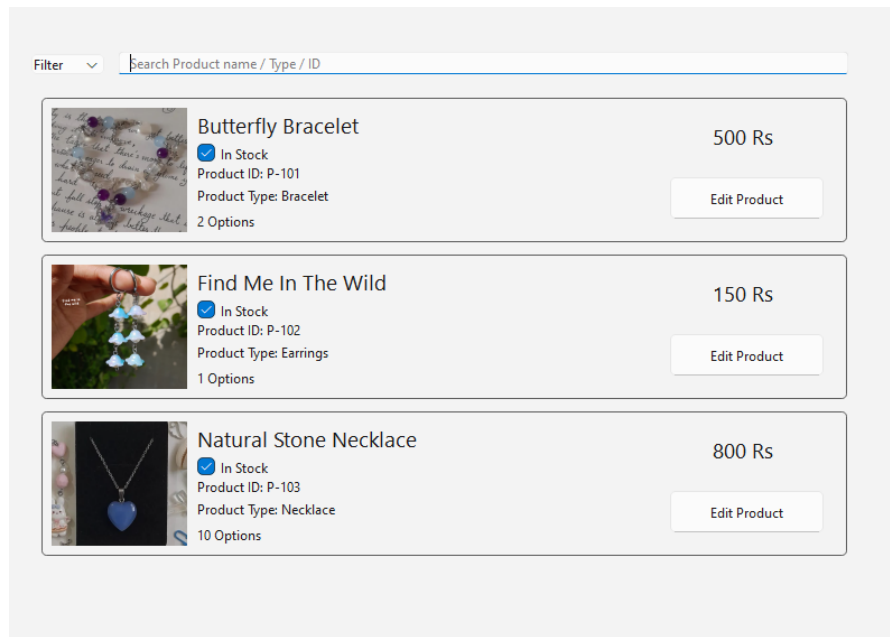 Filter
Search Product name / Type / ID
Butterfly Bracelet
500 Rs
In Stock
Product ID: P-101
Product Type: Bracelet
Edit Product
2 Options
Find Me In The Wild
150 Rs
In Stock
Product ID: P-102
Product Type: Earrings
Edit Product
1 Options
Natural Stone Necklace
800 Rs
In Stock
Product ID: P-103
Product Type: Necklace
Edit Product
10 Options